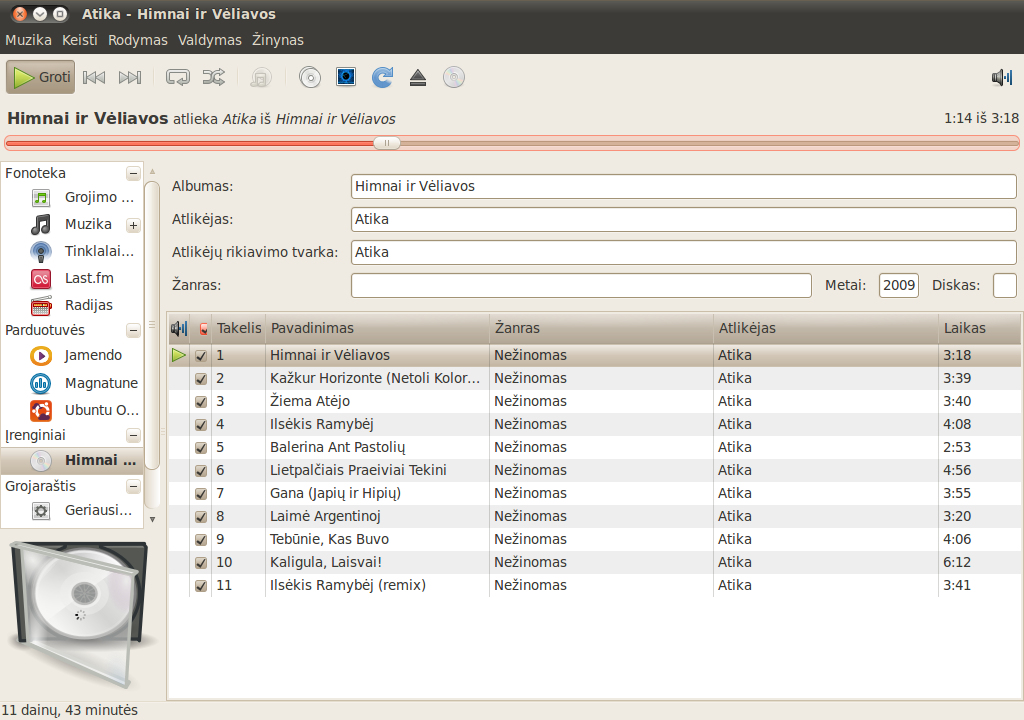 Atika - Himnai ir Vėliavos
Muzika Keisti Rodymas Valdymas Žinynas
Groti
Himnai ir Vėliavos atlieka Atika iš Himnai ir Vėliavos
1:14 iš 3:18
Fonoteka
Grojimo ...
Muzika
Tinklalai...
Last.fm
Radijas
Parduotuvės
Jamendo
Magnatune
Ubuntu O...
Įrenginiai
Himnai ...
Grojaraštis
Geriausi...
Albumas: Himnai ir Vėliavos
Atlikėjas: Atika
Atlikėjų rikiavimo tvarka: Atika
Žanras: Metai: 2009 Diskas:
Takelis Pavadinimas Žanras Atlikėjas Laikas
1 Himnai ir Vėliavos Nežinomas Atika 3:18
2 Kažkur Horizonte (Netoli Kolor... Nežinomas Atika 3:39
3 Žiema Atėjo Nežinomas Atika 3:40
4 Ilsėkis Ramybėj Nežinomas Atika 4:08
5 Balerina Ant Pastolių Nežinomas Atika 2:53
6 Lietpalčiais Praeiviai Tekini Nežinomas Atika 4:56
7 Gana (Japių ir Hipių) Nežinomas Atika 3:55
8 Laimė Argentinoj Nežinomas Atika 3:20
9 Tebūnie, Kas Buvo Nežinomas Atika 4:06
10 Kaligula, Laisvai! Nežinomas Atika 6:12
11 Ilsėkis Ramybėj (remix) Nežinomas Atika 3:41
11 dainų, 43 minutės